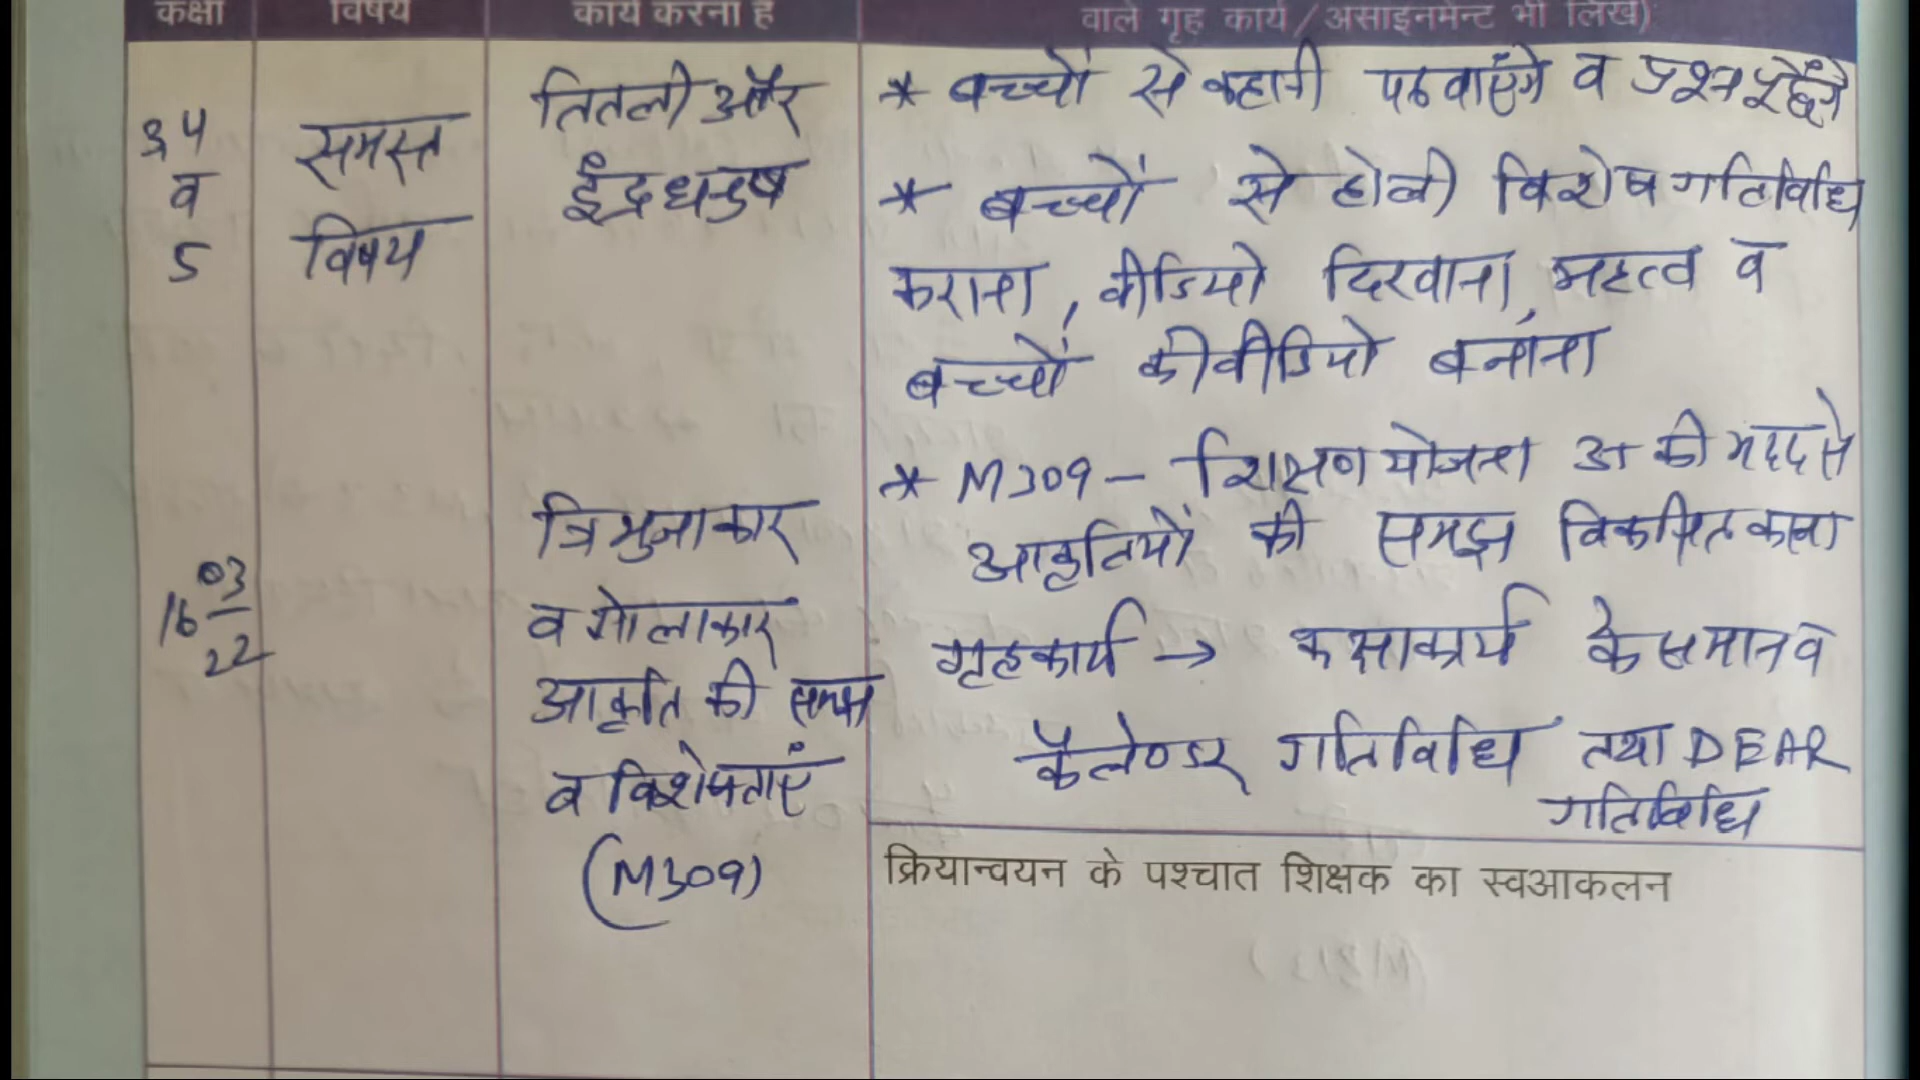 कक्षा
विषय
कार्य करना है
वाले गृह कार्य / असाइनमेन्ट भी लिखें)
3 4
व
5
16 03
22
समस्त
विषय
तितली और
इंद्रधनुष
त्रिभुजाकार
व गोलाकार
आकृति की समझ
व विशेषताएं
(M309)
* बच्चों से कहानी पढवाएंगे व प्रश्न पूछेंगे
* बच्चों से होली विशेष गतिविधि
कराना, वीडियो दिखाना, महत्व व
बच्चों की वीडियो बनाना
* M309 – शिक्षण योजना अ की मदद से
आकृतियों की समझ विकसित करना
गृहकार्य → कक्षाकार्य के समान व
कैलेण्डर गतिविधि तथा DEAR
गतिविधि
क्रियान्वयन के पश्चात शिक्षक का स्वआकलन